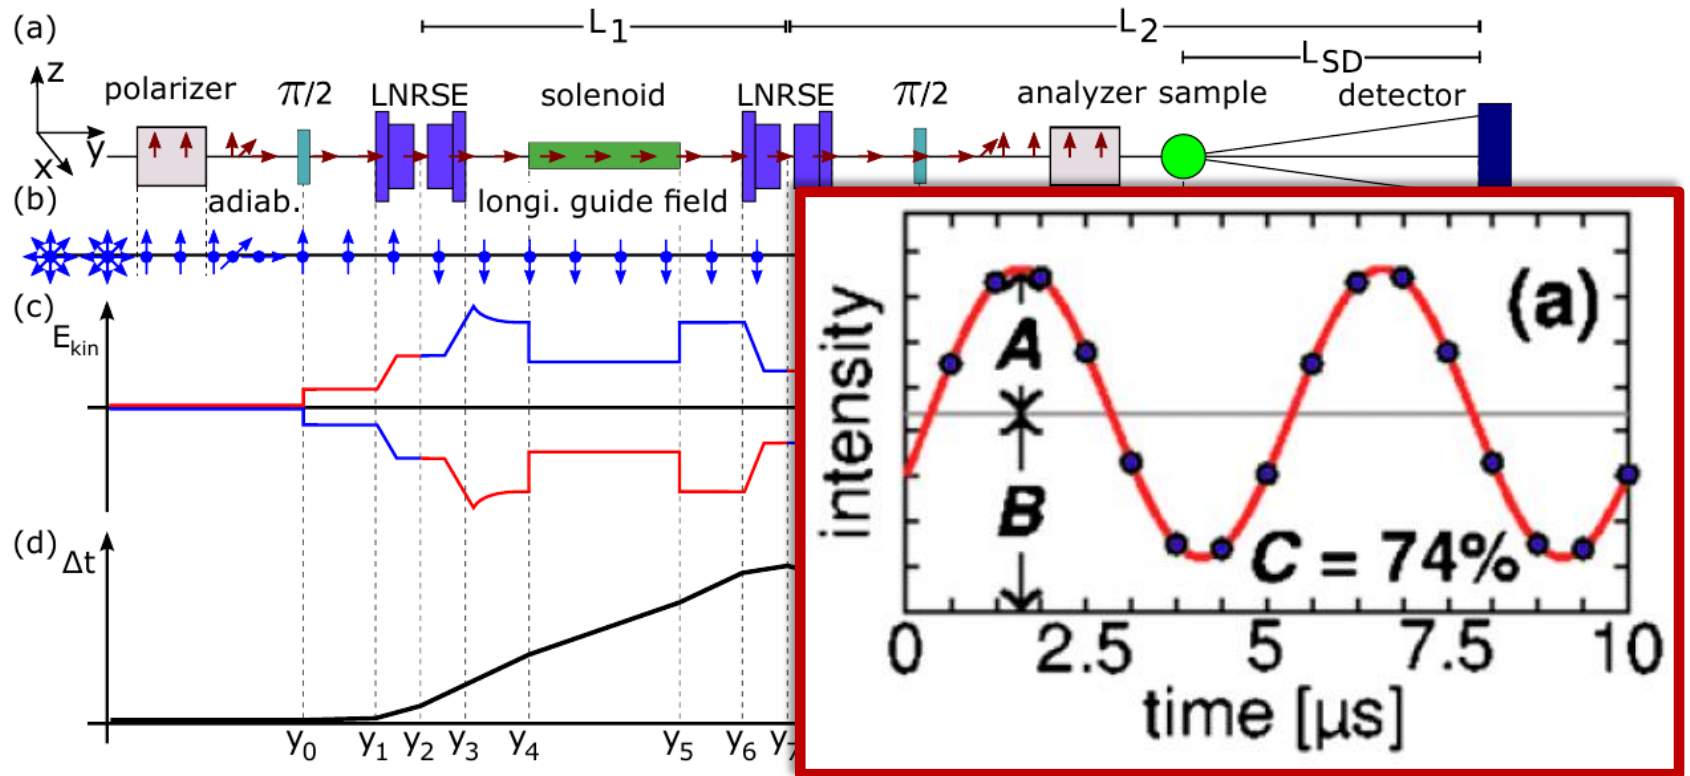 (a)
L1
L2
LSD
z
y
x
polarizer
π/2
LNRSE
solenoid
LNRSE
π/2
analyzer
sample
detector
(b)
adiab.
longi. guide field
(c)
Ekin
(d)
Δt
y0 y1 y2 y3 y4 y5 y6 y7
intensity
(a)
A
B
C = 74%
0 2.5 5 7.5 10
time [μs]